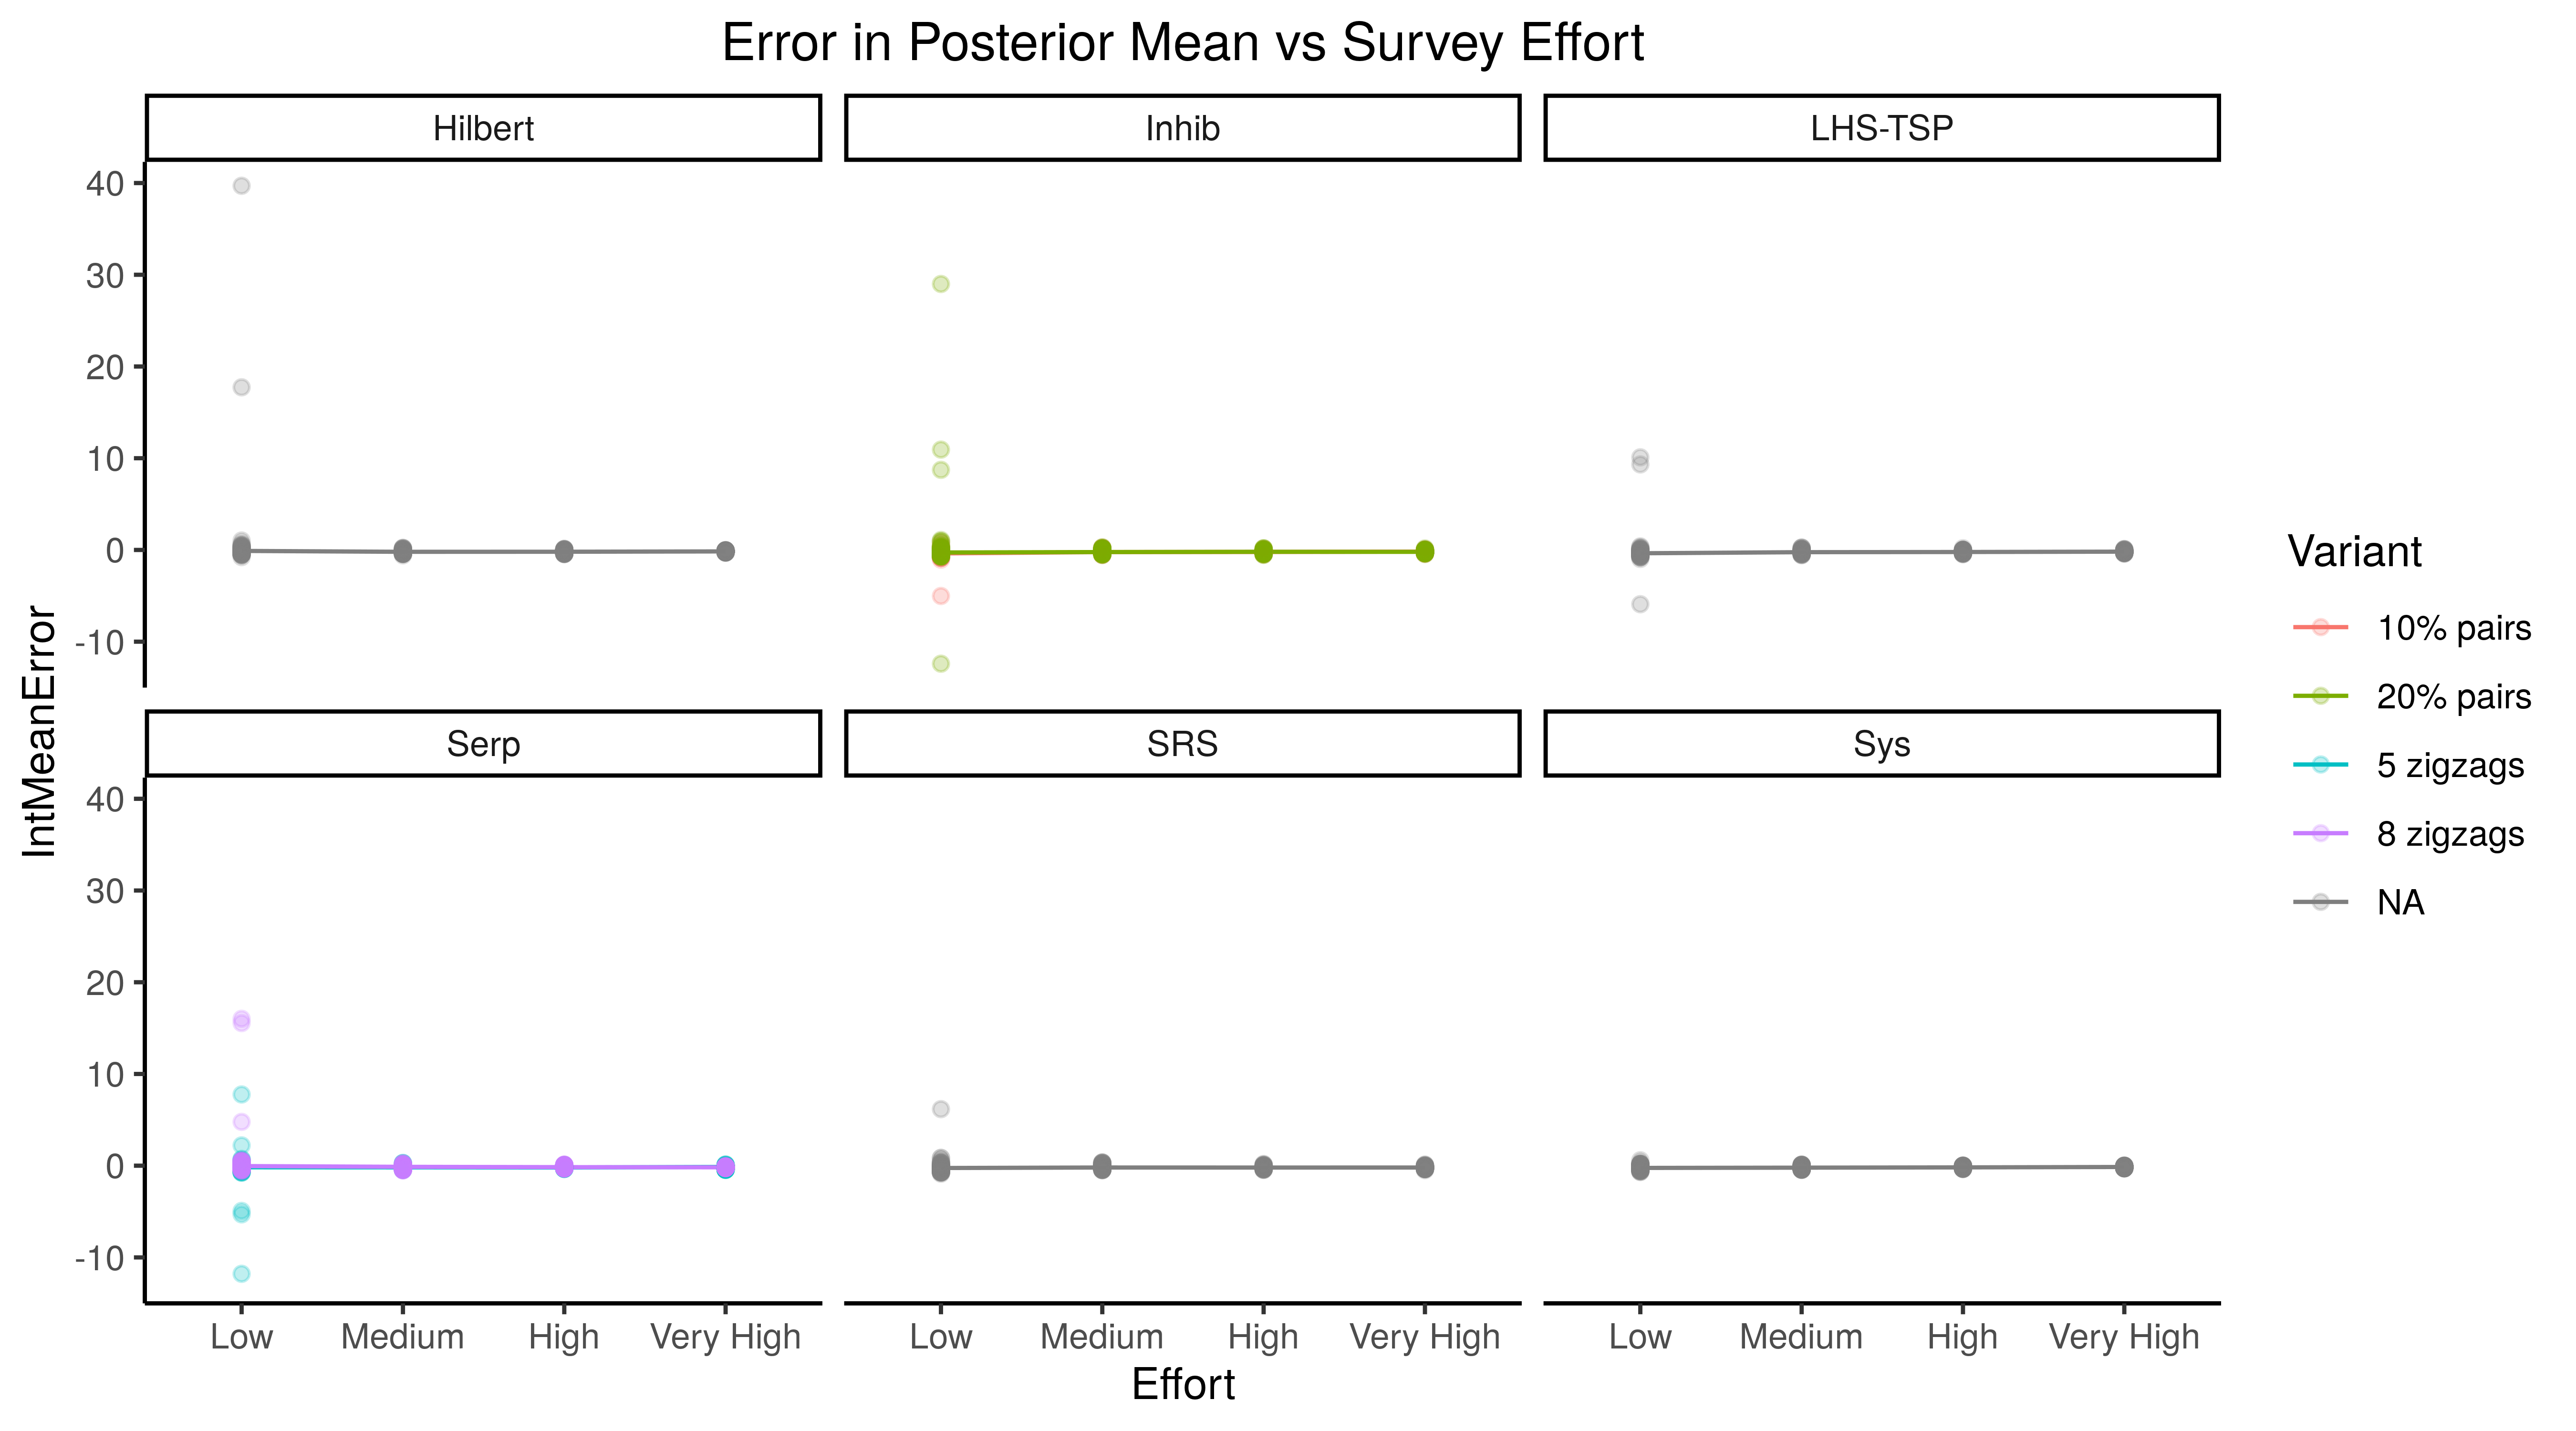 Error in Posterior Mean vs Survey Effort
Hilbert
Inhib
LHS-TSP
40
30
20
10
0
-10
Serp
SRS
Sys
40
30
20
10
0
-10
IntMeanError
Low Medium High Very High
Low Medium High Very High
Low Medium High Very High
Effort
Variant
10% pairs
20% pairs
5 zigzags
8 zigzags
NA